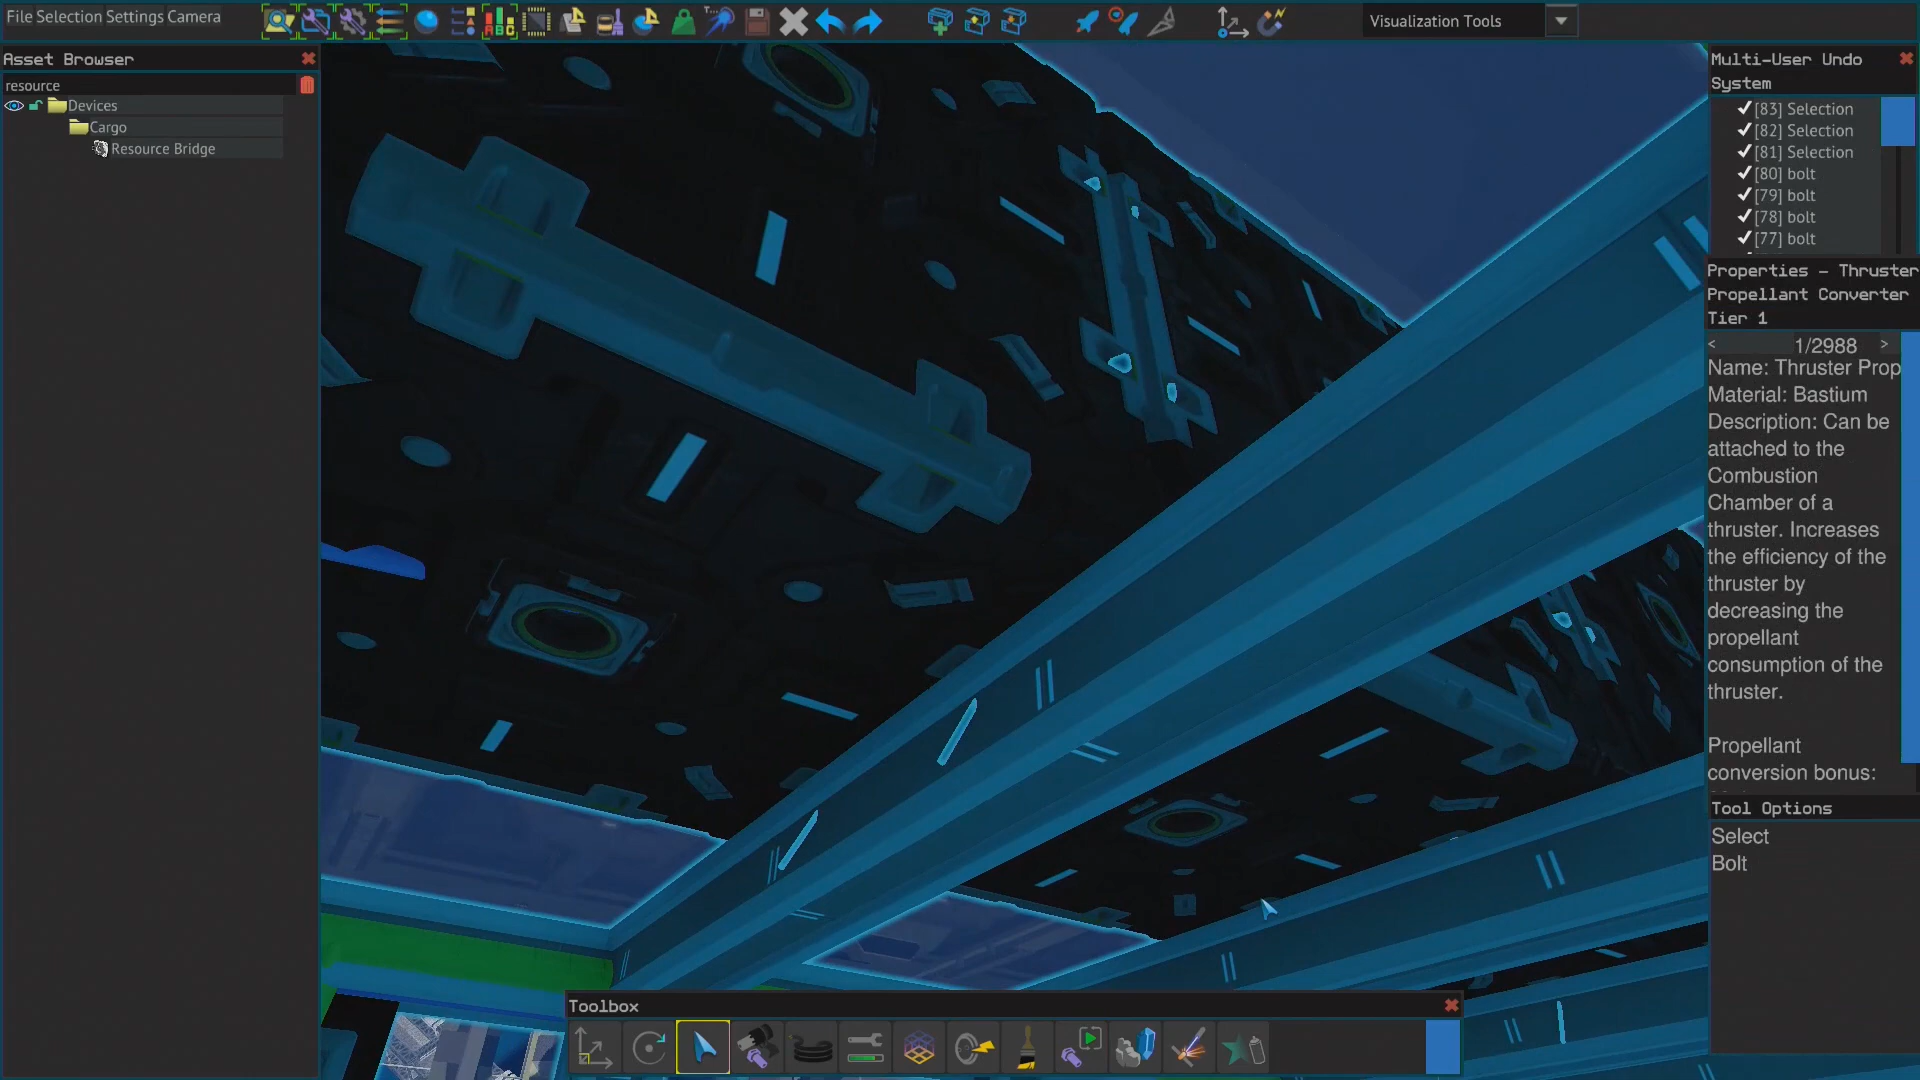 File Selection Settings Camera
Visualization Tools
Asset Browser
resource
Devices
Cargo
Resource Bridge
Multi-User Undo
System
[83] Selection
[82] Selection
[81] Selection
[80] bolt
[79] bolt
[78] bolt
[77] bolt
Properties - Thruster
Propellant Converter
Tier 1
< 1/2988 >
Name: Thruster Prop
Material: Bastium
Description: Can be
attached to the
Combustion
Chamber of a
thruster. Increases
the efficiency of the
thruster by
decreasing the
propellant
consumption of the
thruster.
Propellant
conversion bonus:
Tool Options
Select
Bolt
Toolbox